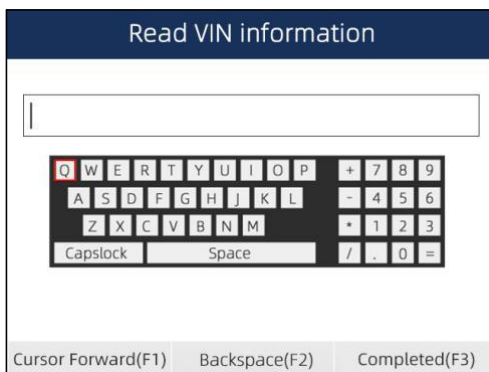 Read VIN information
Q W E R T Y U I O P + 7 8 9
A S D F G H J K L - 4 5 6
Z X C V B N M * 1 2 3
Capslock Space / . 0 =
Cursor Forward(F1) Backspace(F2) Completed(F3)